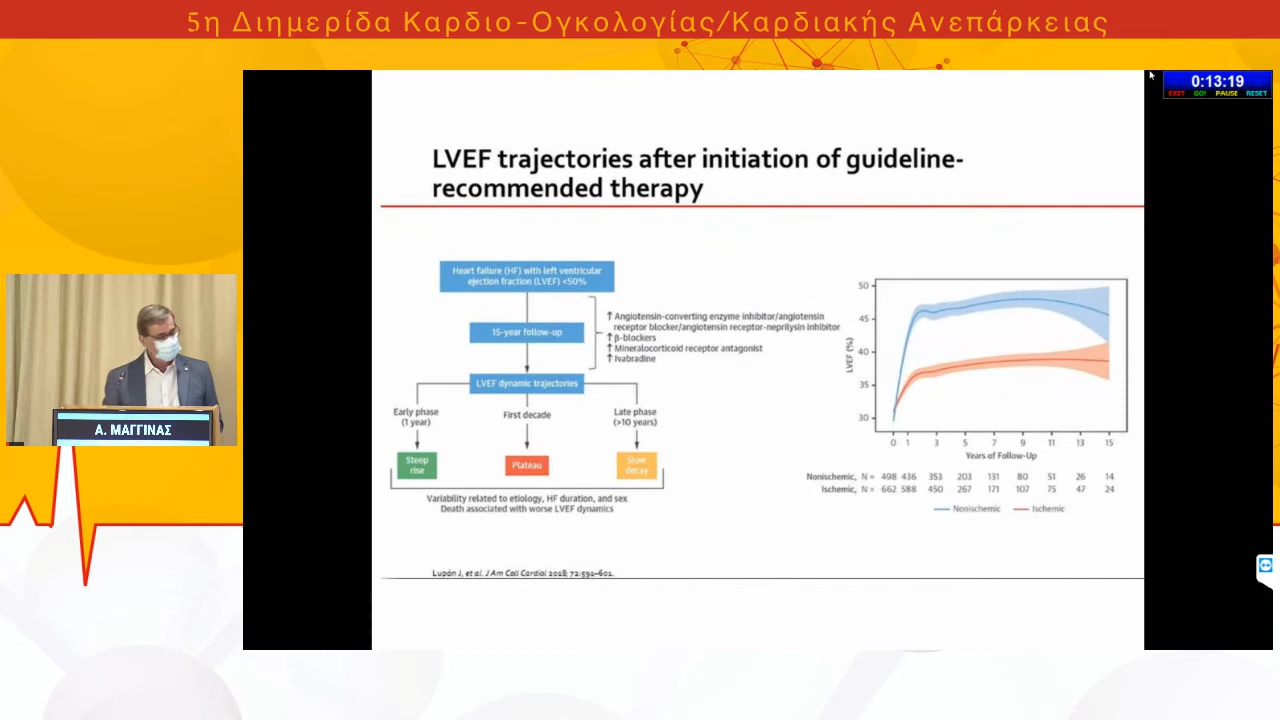 5η Διημερίδα Καρδιο-Ογκολογίας/Καρδιακής Ανεπάρκειας
0:13:19
EXIT GO! PAUSE RESET
LVEF trajectories after initiation of guideline-
recommended therapy
Heart failure (HF) with left ventricular
ejection fraction (LVEF) <50%
15-year follow-up
↑ Angiotensin-converting enzyme inhibitor/angiotensin
receptor blocker/angiotensin receptor-neprilysin inhibitor
↑ β-blockers
↑ Mineralocorticoid receptor antagonist
↑ Ivabradine
LVEF dynamic trajectories
Early phase
(1 year)
First decade
Late phase
(>10 years)
Steep
rise
Plateau
Slow
decay
Variability related to etiology, HF duration, and sex
Death associated with worse LVEF dynamics
LVEF (%)
50
45
40
35
30
0 1 3 5 7 9 11 13 15
Years of Follow-Up
Nonischemic, N = 498 436 353 203 131 80 51 26 14
Ischemic, N = 662 588 450 267 171 107 75 47 24
Nonischemic Ischemic
Lupón J, et al. J Am Coll Cardiol 2018; 72:591–601.
Α. ΜΑΓΓΙΝΑΣ